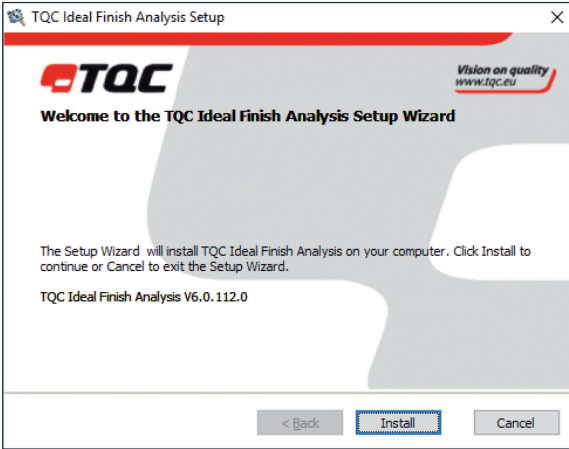 TQC Ideal Finish Analysis Setup
TQC
Vision on quality
www.tqc.eu
Welcome to the TQC Ideal Finish Analysis Setup Wizard
The Setup Wizard will install TQC Ideal Finish Analysis on your computer. Click Install to
continue or Cancel to exit the Setup Wizard.
TQC Ideal Finish Analysis V6.0.112.0
< Back
Install
Cancel